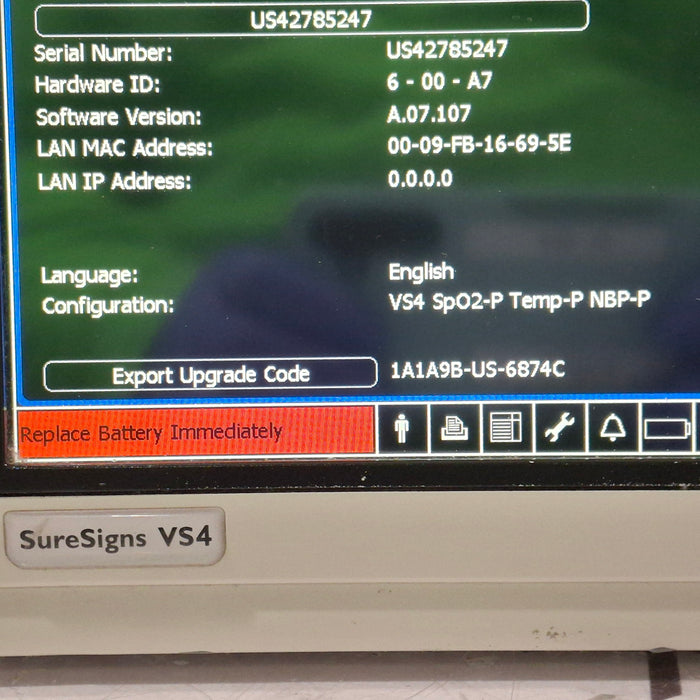 US42785247
Serial Number: US42785247
Hardware ID: 6 - 00 - A7
Software Version: A.07.107
LAN MAC Address: 00-09-FB-16-69-5E
LAN IP Address: 0.0.0.0
Language: English
Configuration: VS4 SpO2-P Temp-P NBP-P
Export Upgrade Code 1A1A9B-US-6874C
Replace Battery Immediately
SureSigns VS4